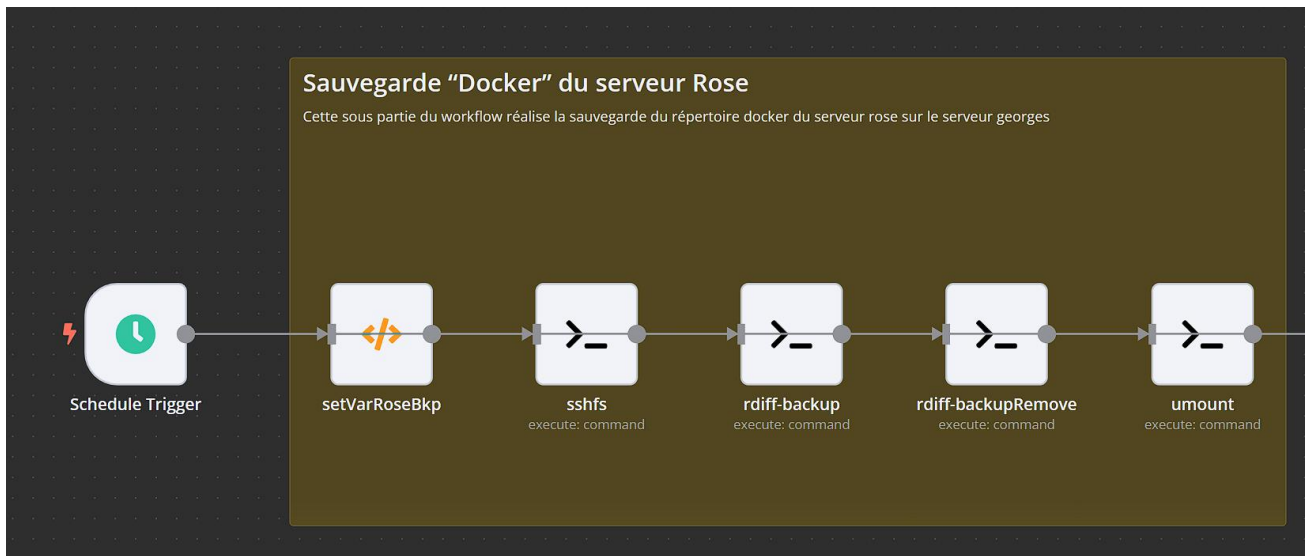 Sauvegarde “Docker” du serveur Rose
Cette sous partie du workflow réalise la sauvegarde du répertoire docker du serveur rose sur le serveur georges
Schedule Trigger
setVarRoseBkp
sshfs
execute: command
rdiff-backup
execute: command
rdiff-backupRemove
execute: command
umount
execute: command